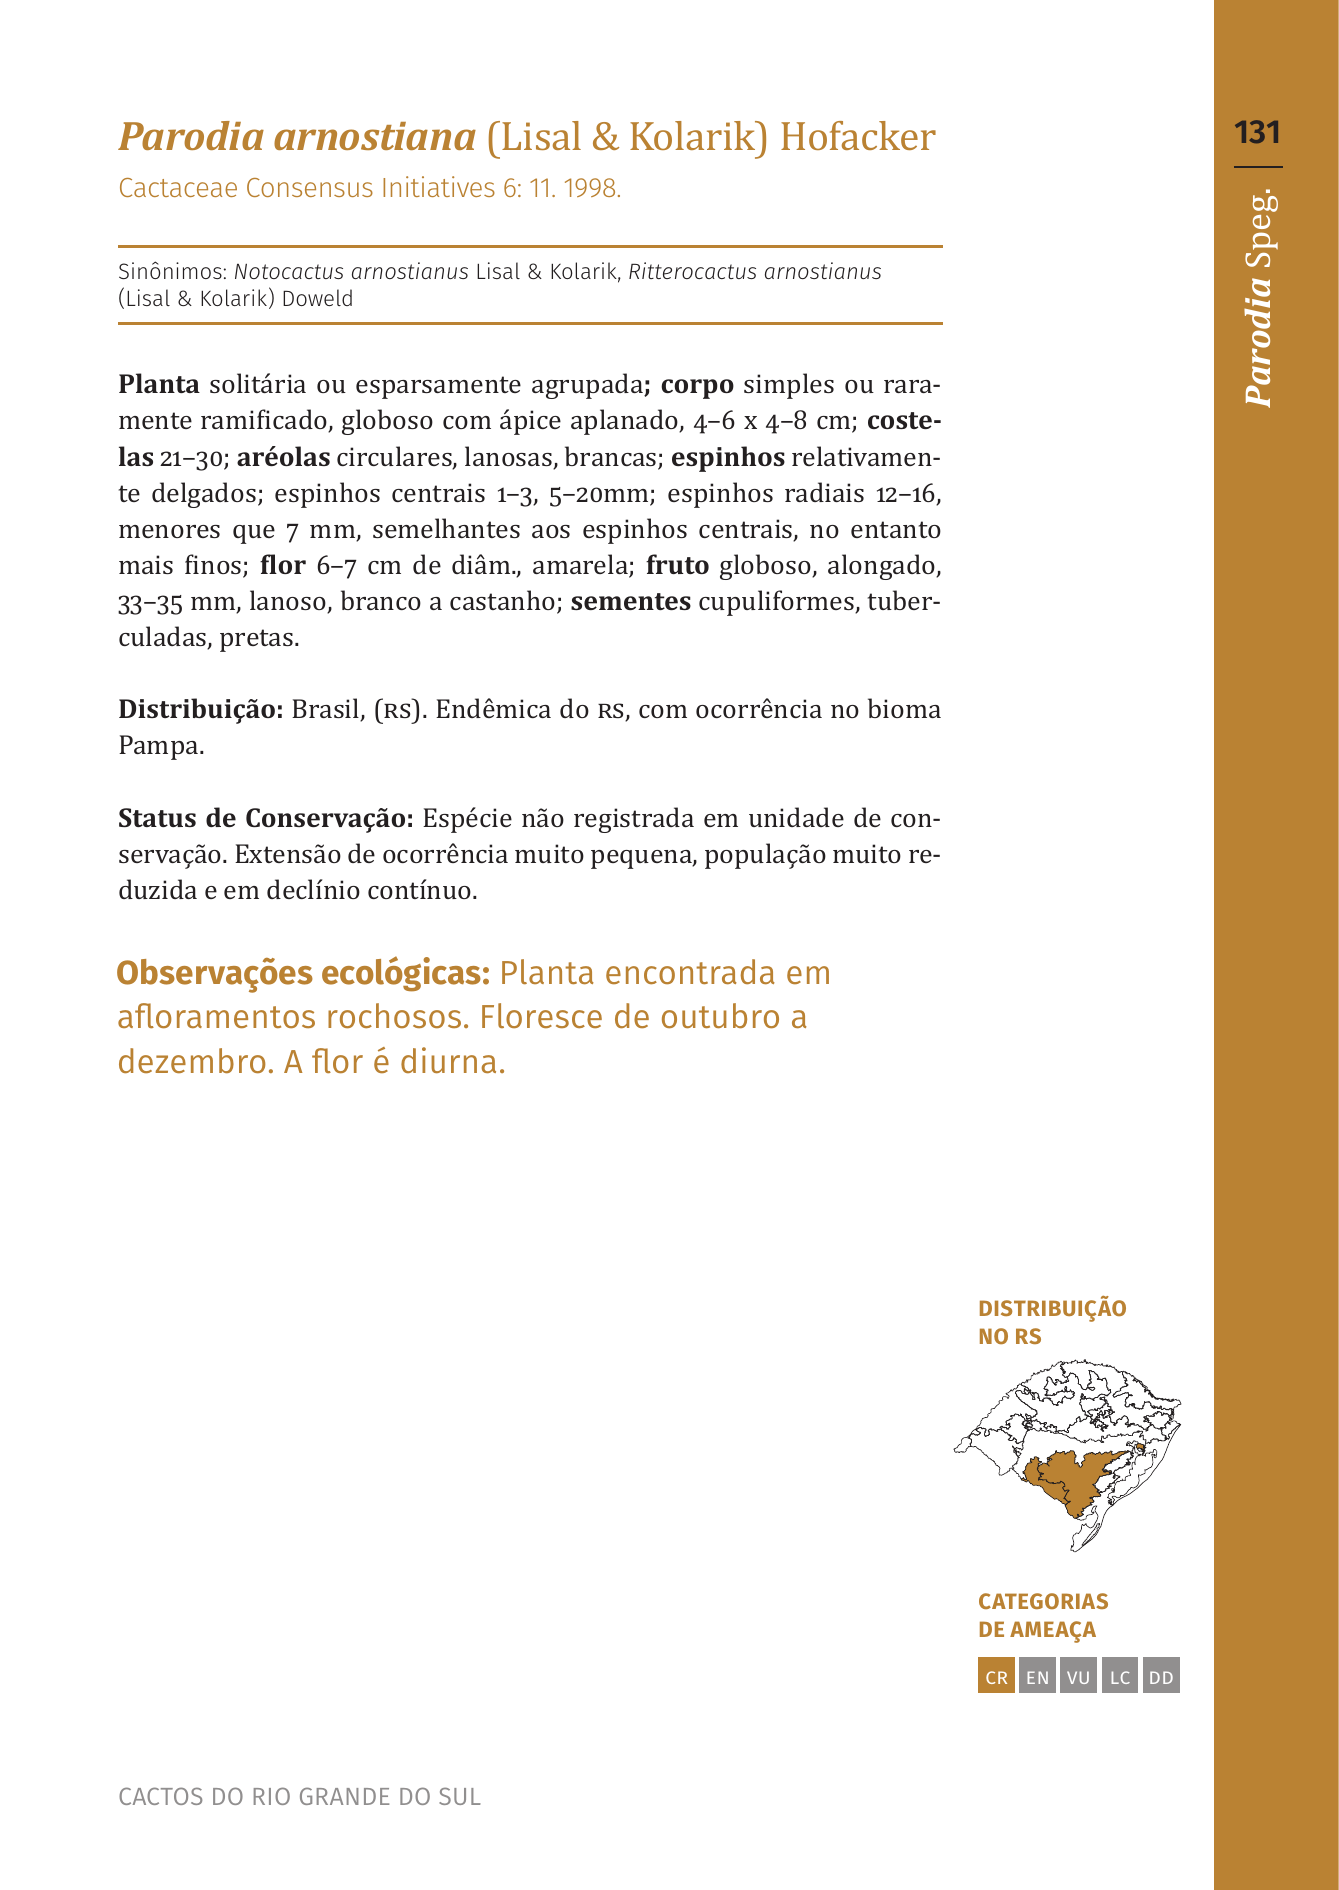 Parodia arnostiana (Lisal & Kolarik) Hofacker
Cactaceae Consensus Initiatives 6: 11. 1998.
Sinônimos: Notocactus arnostianus Lisal & Kolarik, Ritterocactus arnostianus
(Lisal & Kolarik) Doweld
Planta solitária ou esparsamente agrupada; corpo simples ou rara-
mente ramificado, globoso com ápice aplanado, 4–6 x 4–8 cm; coste-
las 21–30; aréolas circulares, lanosas, brancas; espinhos relativamen-
te delgados; espinhos centrais 1–3, 5–20mm; espinhos radiais 12–16,
menores que 7 mm, semelhantes aos espinhos centrais, no entanto
mais finos; flor 6–7 cm de diâm., amarela; fruto globoso, alongado,
33–35 mm, lanoso, branco a castanho; sementes cupuliformes, tuber-
culadas, pretas.
Distribuição: Brasil, (RS). Endêmica do RS, com ocorrência no bioma
Pampa.
Status de Conservação: Espécie não registrada em unidade de con-
servação. Extensão de ocorrência muito pequena, população muito re-
duzida e em declínio contínuo.
Observações ecológicas: Planta encontrada em
afloramentos rochosos. Floresce de outubro a
dezembro. A flor é diurna.
DISTRIBUIÇÃO
NO RS
CATEGORIAS
DE AMEAÇA
CR EN VU LC DD
CACTOS DO RIO GRANDE DO SUL
131
Parodia Speg.